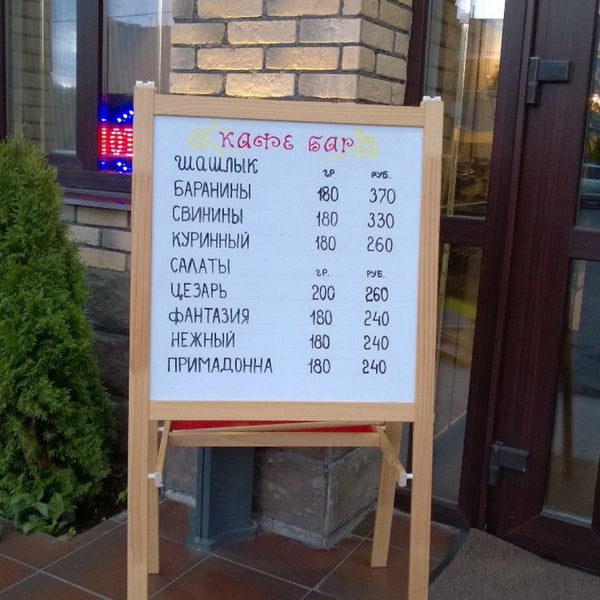 КАФЕ БАР
ШАШЛЫК ГР РУБ.
БАРАНИНЫ 180 370
СВИНИНЫ 180 330
КУРИННЫЙ 180 260
САЛАТЫ ГР. РУБ.
ЦЕЗАРЬ 200 260
ФАНТАЗИЯ 180 240
НЕЖНЫЙ 180 240
ПРИМАДОННА 180 240